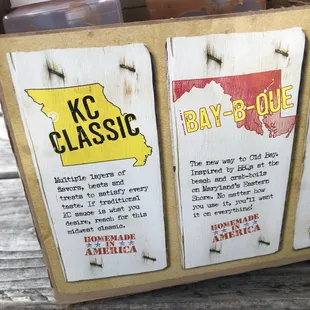 KC
CLASSIC
Multiple layers of
flavors, heats and
treats to satisfy every
taste. If traditional
KC sauce is what you
desire, reach for this
midwest classic.
HOMEMADE
IN
AMERICA
BAY-B-QUE
The new way to Old Bay.
Inspired by BBQs at the
beach and crab-boils
on Maryland's Eastern
Shore. No matter how
you use it, you'll want
it on everything!
HOMEMADE
IN
AMERICA